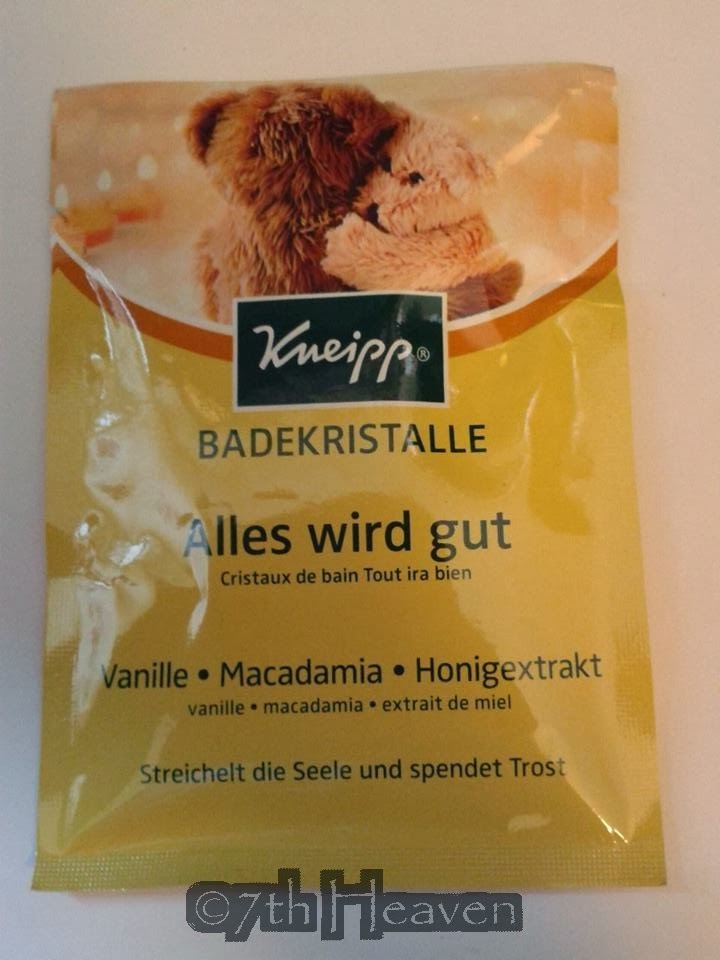 Kneipp®
BADEKRISTALLE
Alles wird gut
Cristaux de bain Tout ira bien
Vanille • Macadamia • Honigextrakt
vanille • macadamia • extrait de miel
Streichelt die Seele und spendet Trost
©7th Heaven